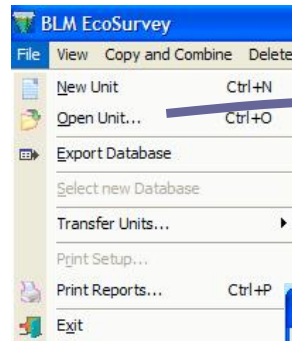 BLM EcoSurvey
File View Copy and Combine Delete
New Unit Ctrl+N
Open Unit... Ctrl+O
Export Database
Select new Database
Transfer Units...
Print Setup...
Print Reports... Ctrl+P
Exit